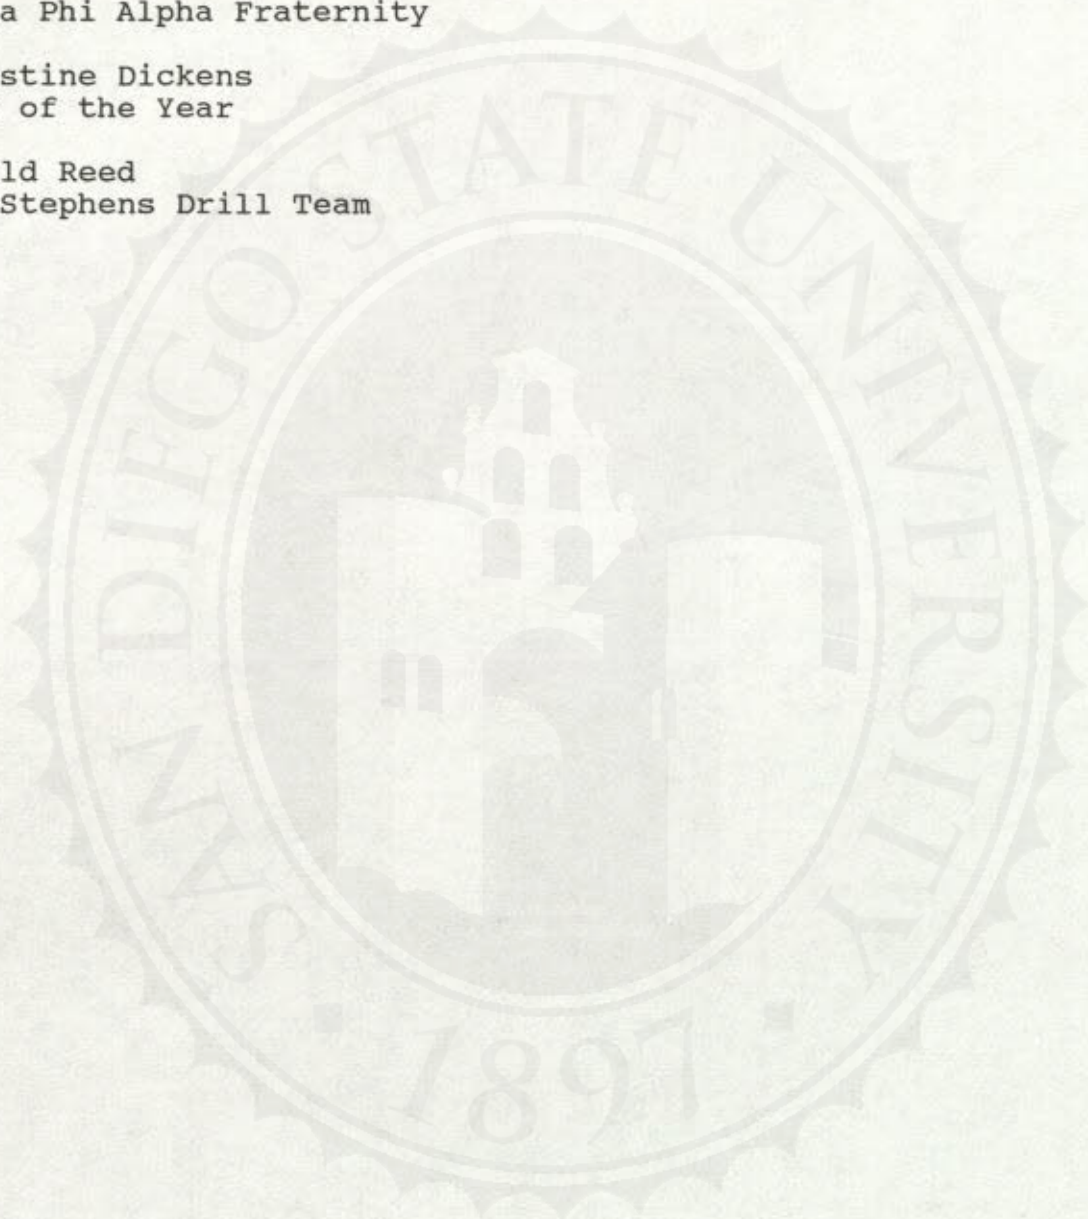 a Phi Alpha Fraternity
stine Dickens
of the Year
ld Reed
Stephens Drill Team
SAN DIEGO STATE UNIVERSITY
1897